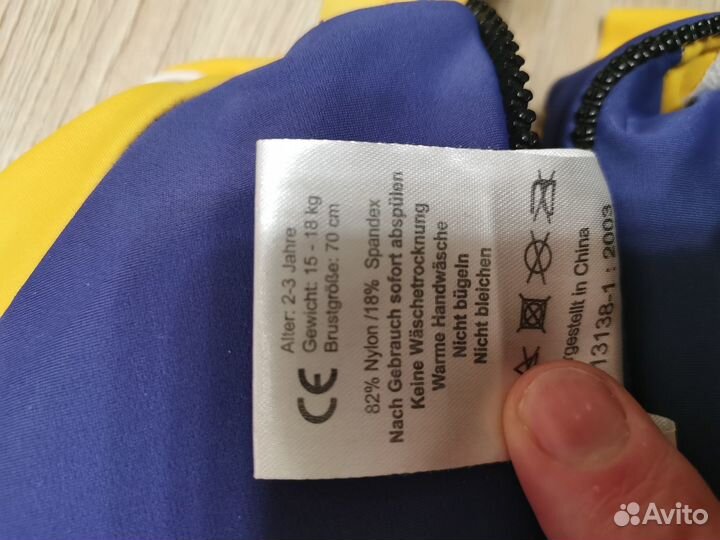 CE
Alter: 2-3 Jahre
Gewicht: 15 - 18 kg
Brustgröße: 70 cm
82% Nylon /18% Spandex
Nach Gebrauch sofort abspülen
Keine Wäschetrocknung
Warme Handwäsche
Nicht bügeln
Nicht bleichen
in China
13138-1 : 2003
Avito